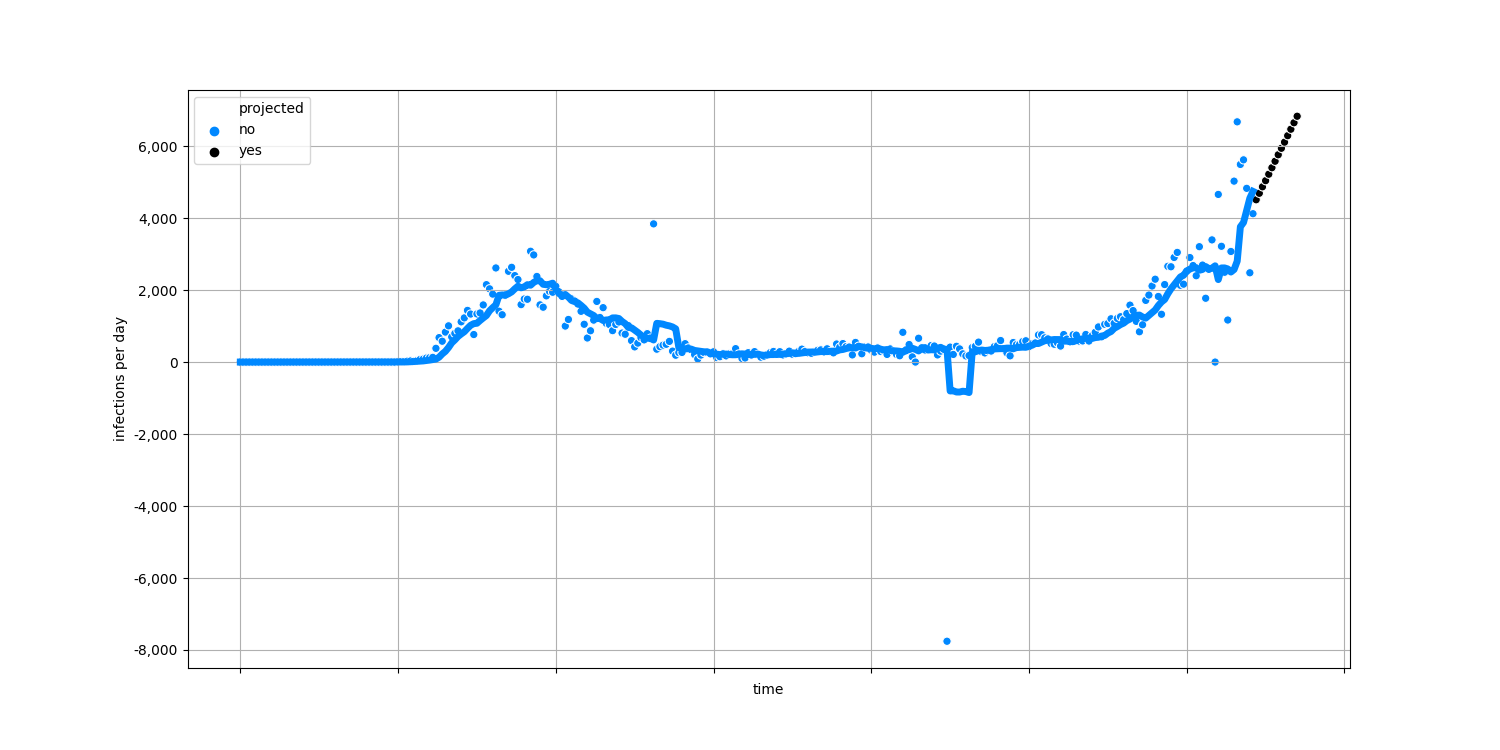 projected
no
yes
6,000
4,000
2,000
0
-2,000
-4,000
-6,000
-8,000
infections per day
time